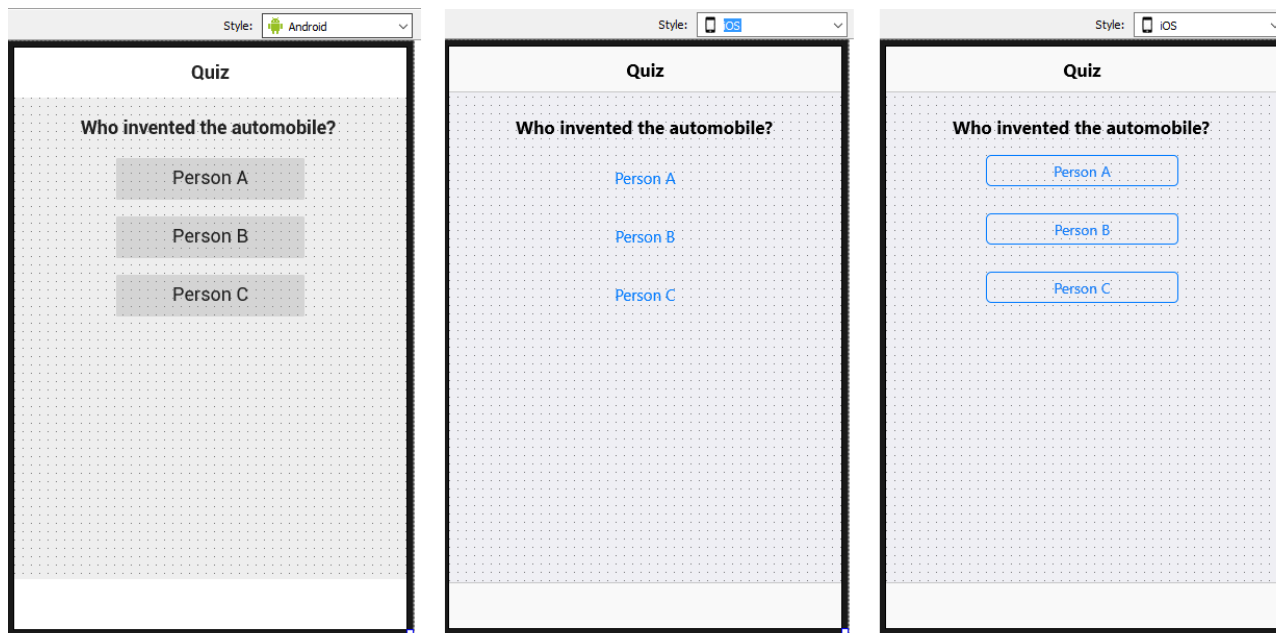 Style: Android
Quiz
Who invented the automobile?
Person A
Person B
Person C
Style: iOS
Quiz
Who invented the automobile?
Person A
Person B
Person C
Style: iOS
Quiz
Who invented the automobile?
Person A
Person B
Person C